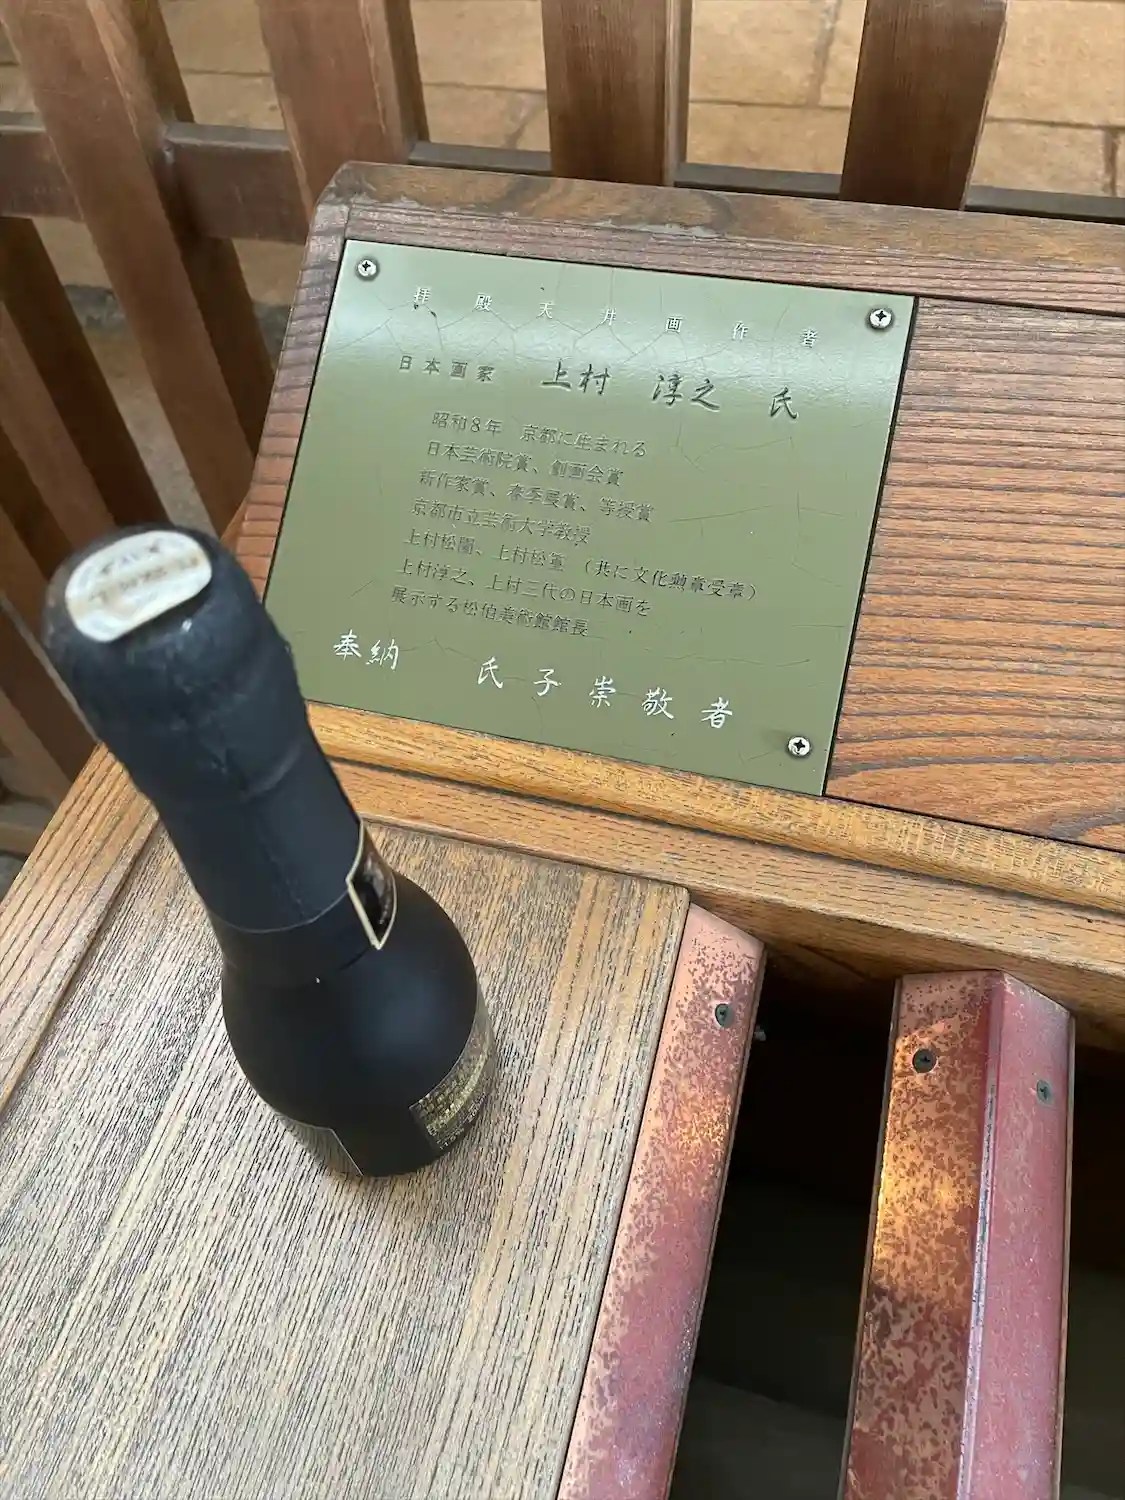 拝殿天井画作者
日本画家 上村 淳之 氏
昭和8年 京都に生まれる
日本芸術院賞、創画会賞
新作家賞、春季展賞、等授賞
京都市立芸術大学教授
上村松園、上村松篁 (共に文化勲章受章)
上村淳之、上村三代の日本画を
展示する松伯美術館館長
奉納 氏子崇敬者